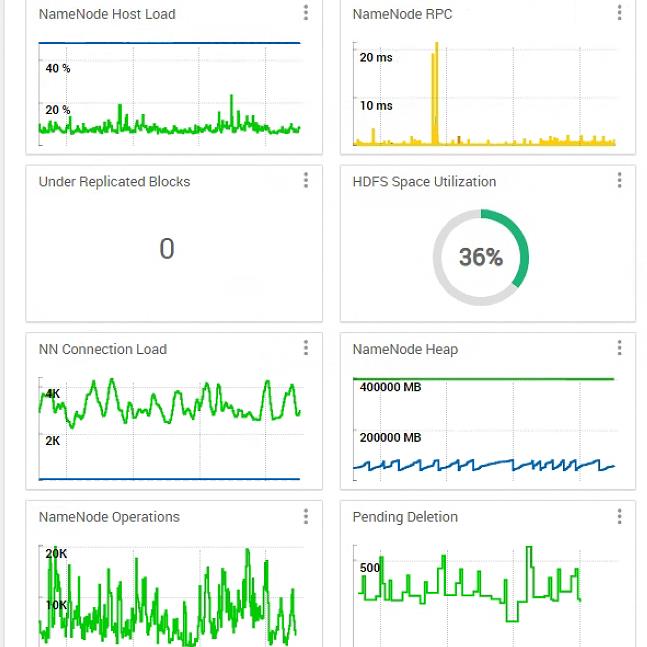 NameNode Host Load
40 %
20 %
NameNode RPC
20 ms
10 ms
Under Replicated Blocks
0
HDFS Space Utilization
36%
NN Connection Load
4K
2K
NameNode Heap
400000 MB
200000 MB
NameNode Operations
20K
10K
Pending Deletion
500